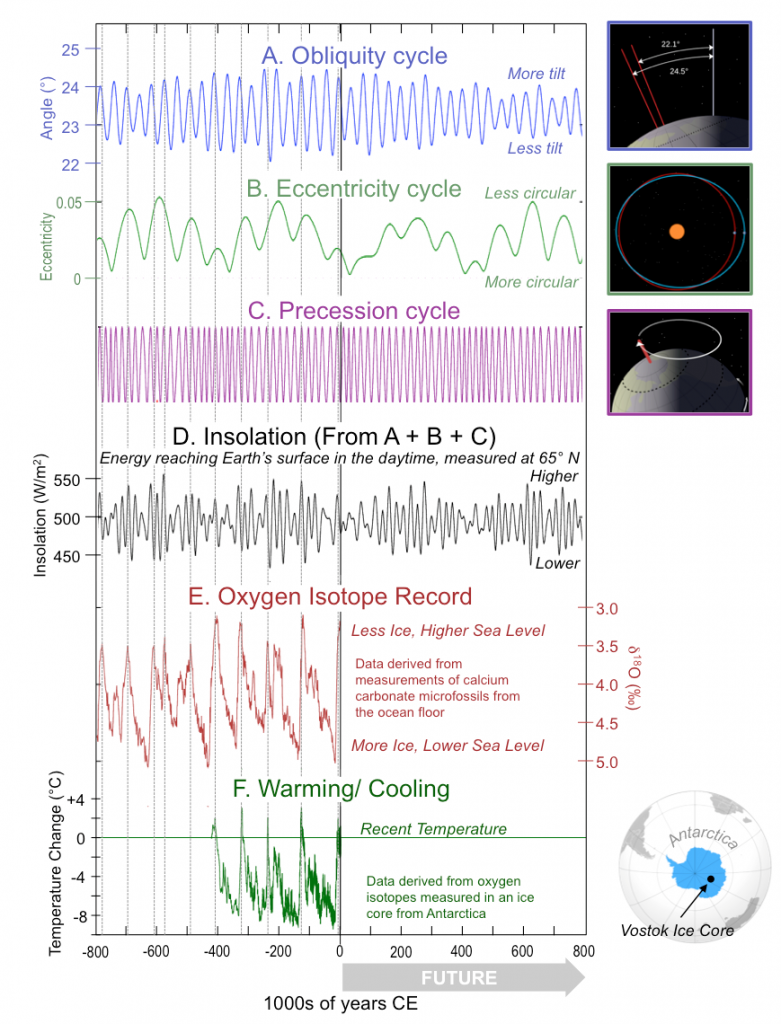 A. Obliquity cycle
25
24
23
22
Angle (°)
More tilt
Less tilt
22.1°
24.5°
B. Eccentricity cycle
0.05
0
Eccentricity
Less circular
More circular
C. Precession cycle
D. Insolation (From A + B + C)
Energy reaching Earth's surface in the daytime, measured at 65° N
Higher
550
500
450
Insolation (W/m²)
Lower
E. Oxygen Isotope Record
3.0
3.5
4.0
4.5
5.0
δ¹⁸O (‰)
Less Ice, Higher Sea Level
Data derived from
measurements of calcium
carbonate microfossils from
the ocean floor
More Ice, Lower Sea Level
F. Warming/ Cooling
+4
0
-4
-8
Temperature Change (°C)
Recent Temperature
Data derived from oxygen
isotopes measured in an ice
core from Antarctica
Antarctica
Vostok Ice Core
-800 -600 -400 -200 0 200 400 600 800
FUTURE
1000s of years CE